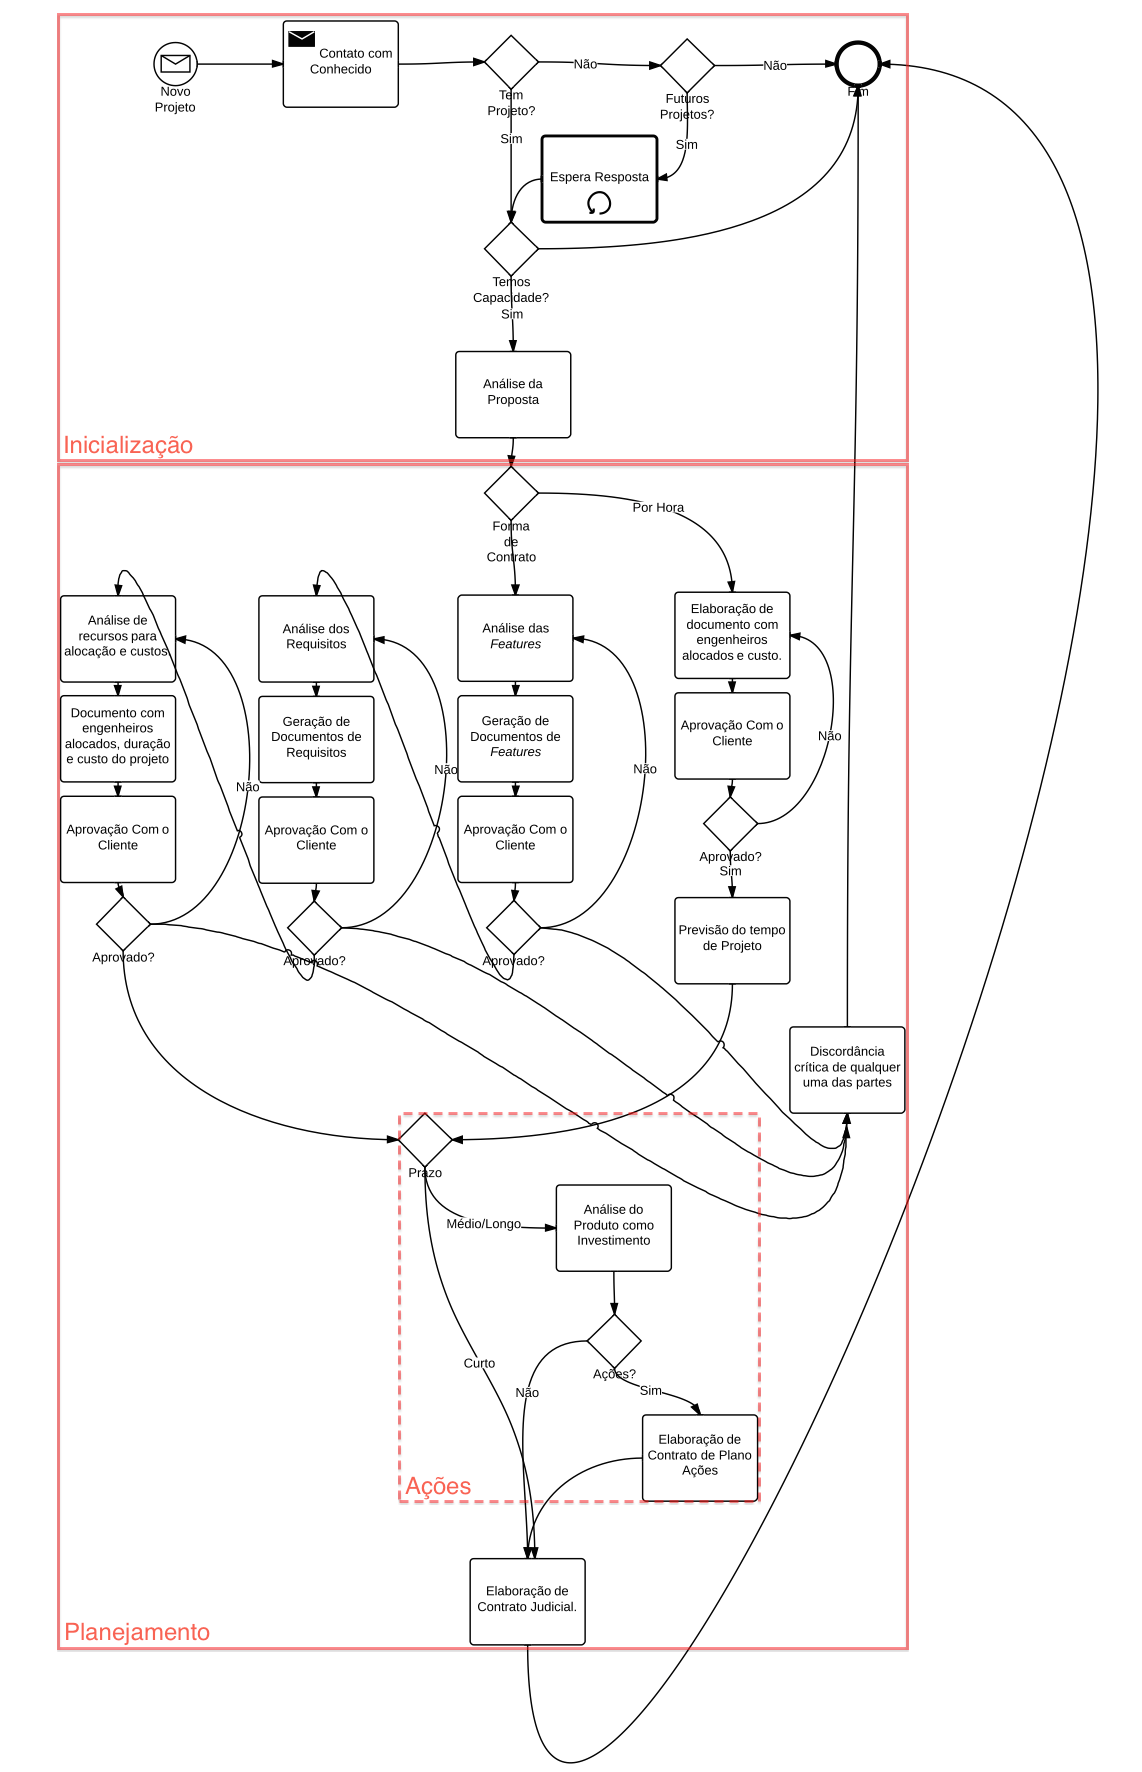 Novo
Projeto
Contato com
Conhecido
Tem
Projeto?
Não
Futuros
Projetos?
Não
Fim
Sim
Sim
Espera Resposta
Temos
Capacidade?
Sim
Análise da
Proposta
Inicialização
Forma
de
Contrato
Por Hora
Análise de
recursos para
alocação e custos
Documento com
engenheiros
alocados, duração
e custo do projeto
Aprovação Com o
Cliente
Aprovado?
Não
Análise dos
Requisitos
Geração de
Documentos de
Requisitos
Aprovação Com o
Cliente
Aprovado?
Não
Análise das
Features
Geração de
Documentos de
Features
Aprovação Com o
Cliente
Aprovado?
Não
Elaboração de
documento com
engenheiros
alocados e custo.
Aprovação Com o
Cliente
Não
Aprovado?
Sim
Previsão do tempo
de Projeto
Discordância
crítica de qualquer
uma das partes
Prazo
Médio/Longo
Análise do
Produto como
Investimento
Curto
Ações?
Não
Sim
Elaboração de
Contrato de Plano
Ações
Ações
Elaboração de
Contrato Judicial.
Planejamento